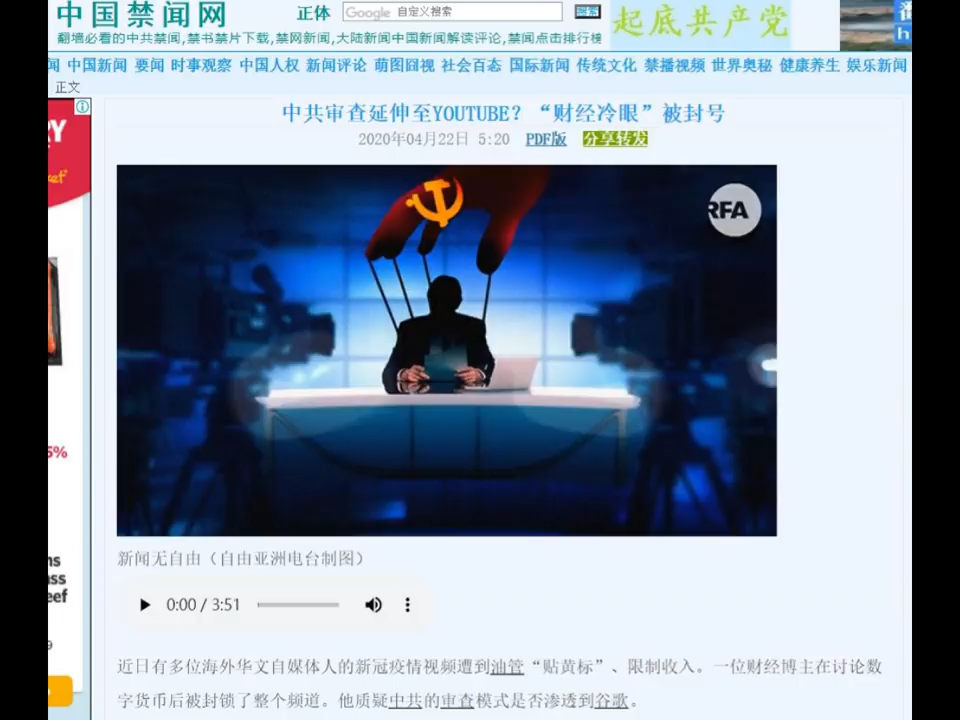 中国禁闻网
正体
Google 自定义搜索
搜索
起底共产党
翻墙必看的中共禁闻,禁书禁片下载,禁网新闻,大陆新闻中国新闻解读评论,禁闻点击排行榜
闻 中国新闻 要闻 时事观察 中国人权 新闻评论 萌图囧视 社会百态 国际新闻 传统文化 禁播视频 世界奥秘 健康养生 娱乐新闻
正文
中共审查延伸至YOUTUBE？“财经冷眼”被封号
2020年04月22日 5:20 PDF版 分享转发
RFA
新闻无自由（自由亚洲电台制图）
0:00 / 3:51
近日有多位海外华文自媒体人的新冠疫情视频遭到油管“贴黄标”、限制收入。一位财经博主在讨论数
字货币后被封锁了整个频道。他质疑中共的审查模式是否渗透到谷歌。
5%